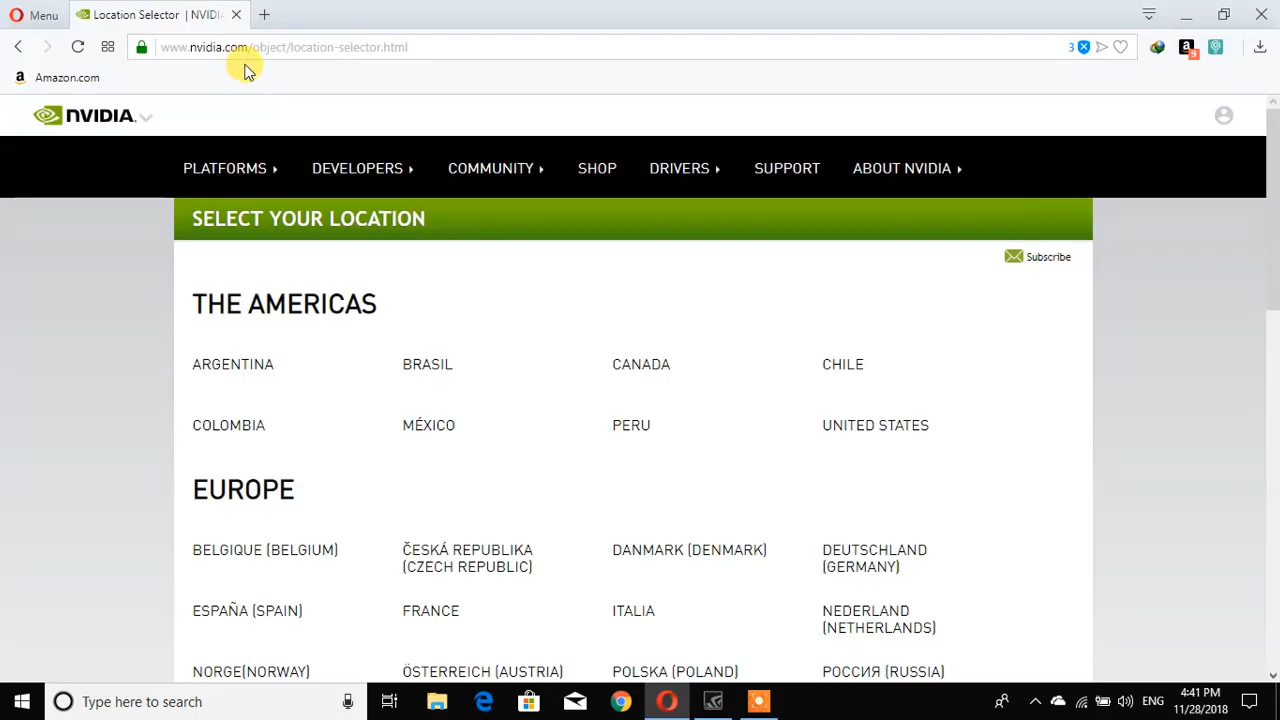 Menu
Location Selector | NVIDI
www.nvidia.com/object/location-selector.html
3
9
Amazon.com
NVIDIA.
PLATFORMS DEVELOPERS COMMUNITY SHOP DRIVERS SUPPORT ABOUT NVIDIA
SELECT YOUR LOCATION
Subscribe
THE AMERICAS
ARGENTINA BRASIL CANADA CHILE
COLOMBIA MÉXICO PERU UNITED STATES
EUROPE
BELGIQUE (BELGIUM) ČESKÁ REPUBLIKA (CZECH REPUBLIC) DANMARK (DENMARK) DEUTSCHLAND (GERMANY)
ESPAÑA (SPAIN) FRANCE ITALIA NEDERLAND (NETHERLANDS)
NORGE(NORWAY) ÖSTERREICH (AUSTRIA) POLSKA (POLAND) РОССИЯ (RUSSIA)
Type here to search
ENG
4:41 PM
11/28/2018